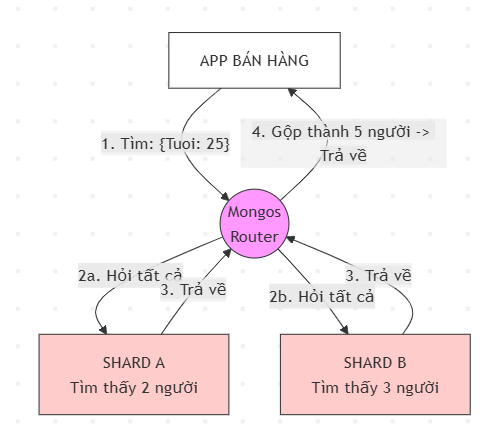 APP BÁN HÀNG
1. Tìm: {Tuoi: 25}
4. Gộp thành 5 người ->
Trả về
Mongos
Router
2a. Hỏi tất cả
3. Trả về
2b. Hỏi tất cả
3. Trả về
SHARD A
Tìm thấy 2 người
SHARD B
Tìm thấy 3 người